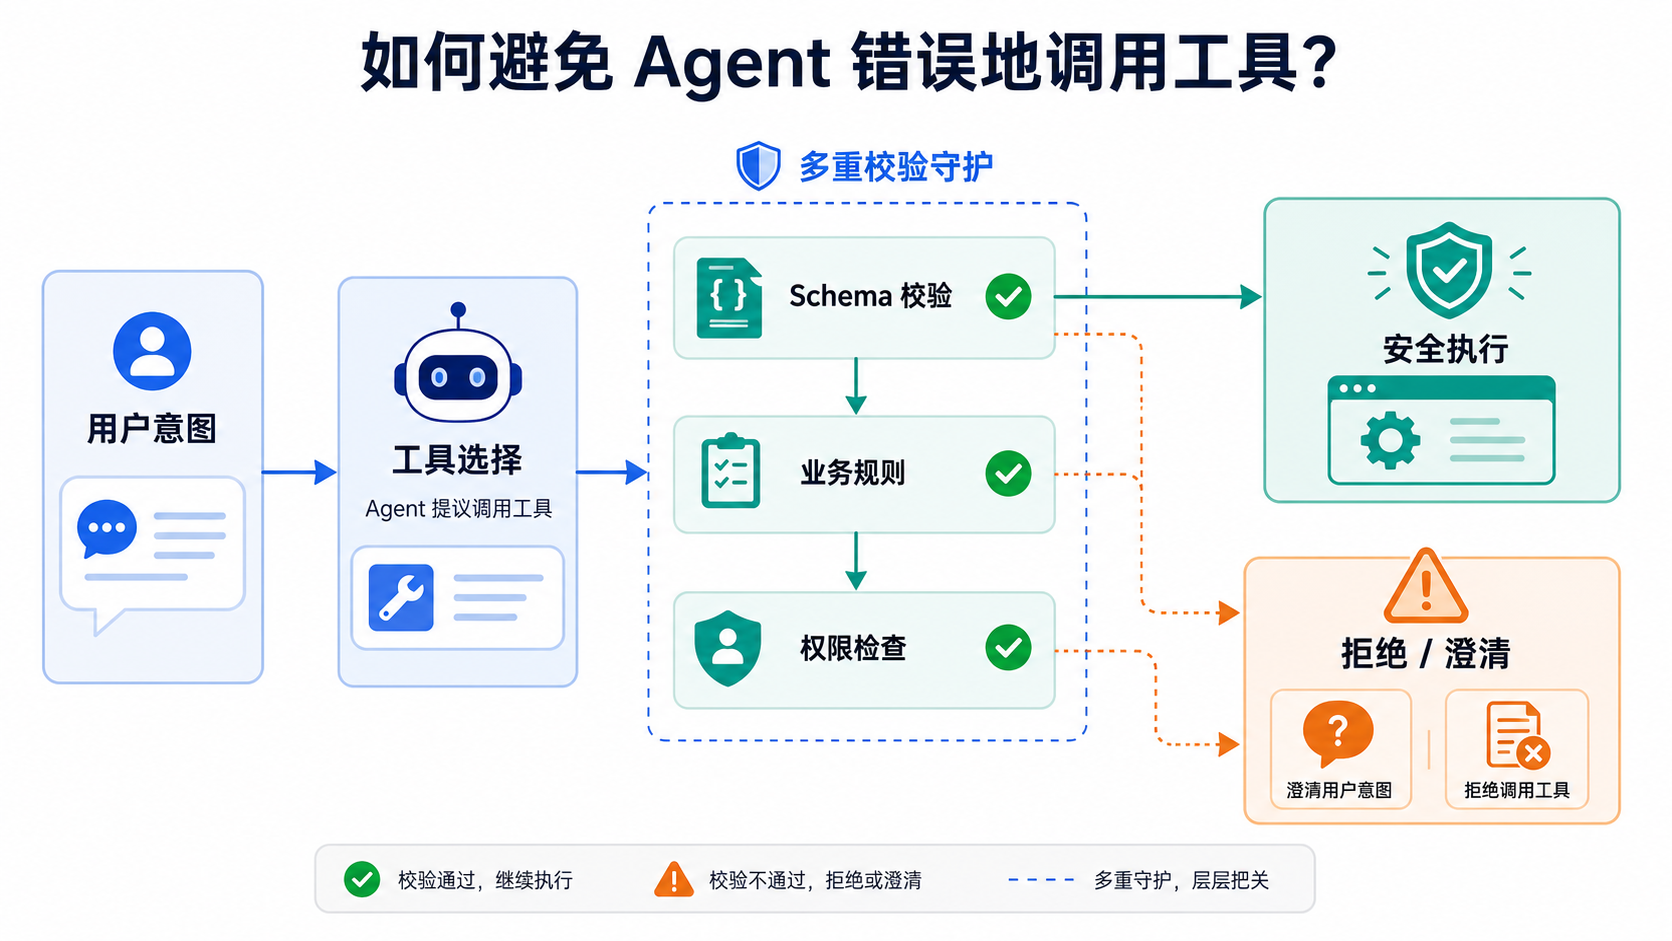 如何避免 Agent 错误地调用工具？
多重校验守护
用户意图
工具选择
Agent 提议调用工具
{ }
Schema 校验
业务规则
权限检查
安全执行
拒绝 / 澄清
?
澄清用户意图
拒绝调用工具
校验通过，继续执行
校验不通过，拒绝或澄清
多重守护，层层把关